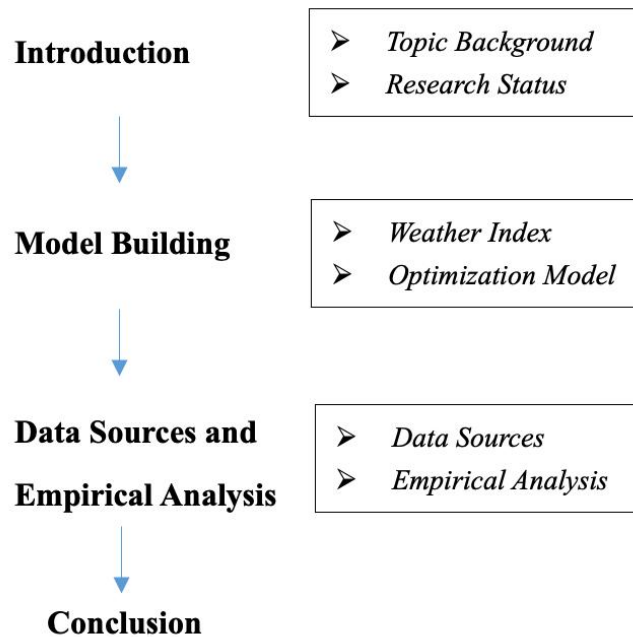 Introduction
➢ Topic Background
➢ Research Status
Model Building
➢ Weather Index
➢ Optimization Model
Data Sources and
Empirical Analysis
➢ Data Sources
➢ Empirical Analysis
Conclusion